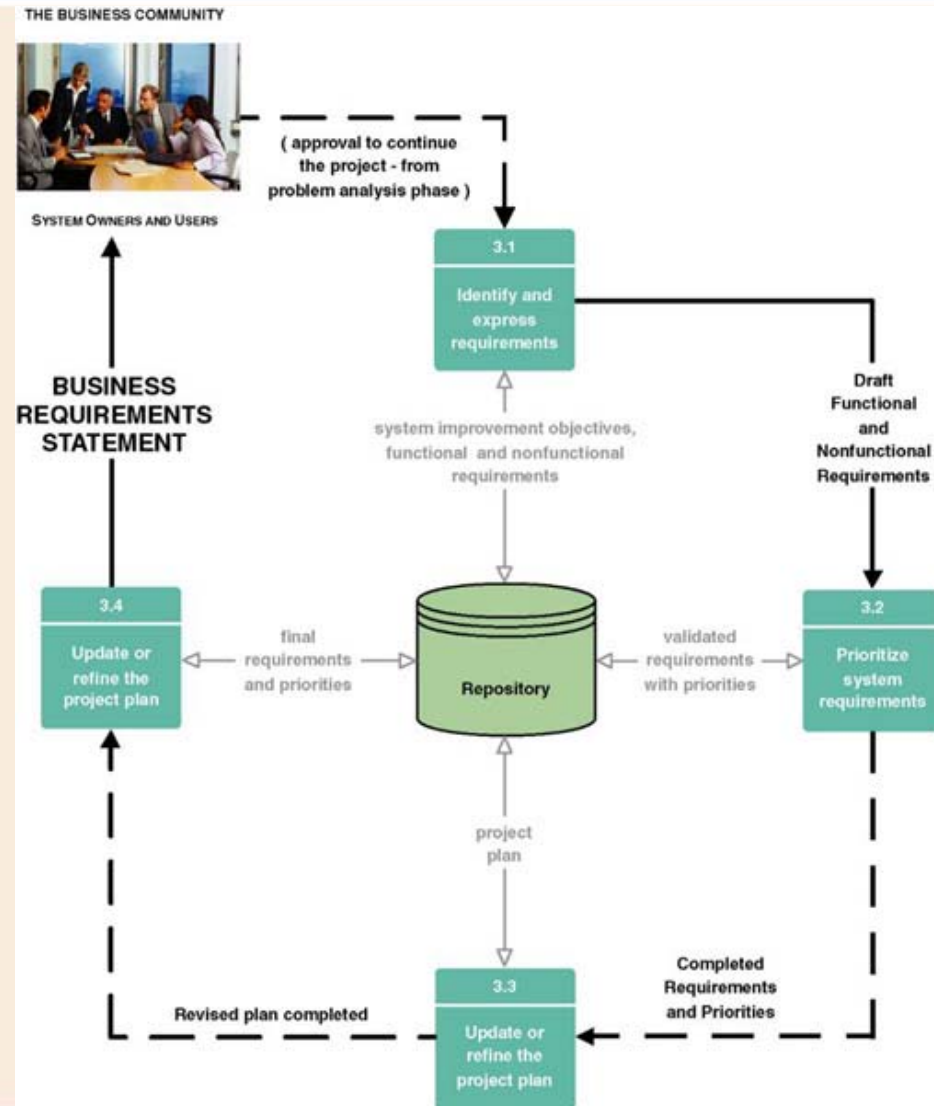 THE BUSINESS COMMUNITY
( approval to continue
the project - from
problem analysis phase )
SYSTEM OWNERS AND USERS
3.1
Identify and
express
requirements
BUSINESS
REQUIREMENTS
STATEMENT
Draft
Functional
and
Nonfunctional
Requirements
system improvement objectives,
functional and nonfunctional
requirements
3.4
Update or
refine the
project plan
final
requirements
and priorities
Repository
validated
requirements
with priorities
3.2
Prioritize
system
requirements
project
plan
Revised plan completed
3.3
Update or
refine the
project plan
Completed
Requirements
and Priorities